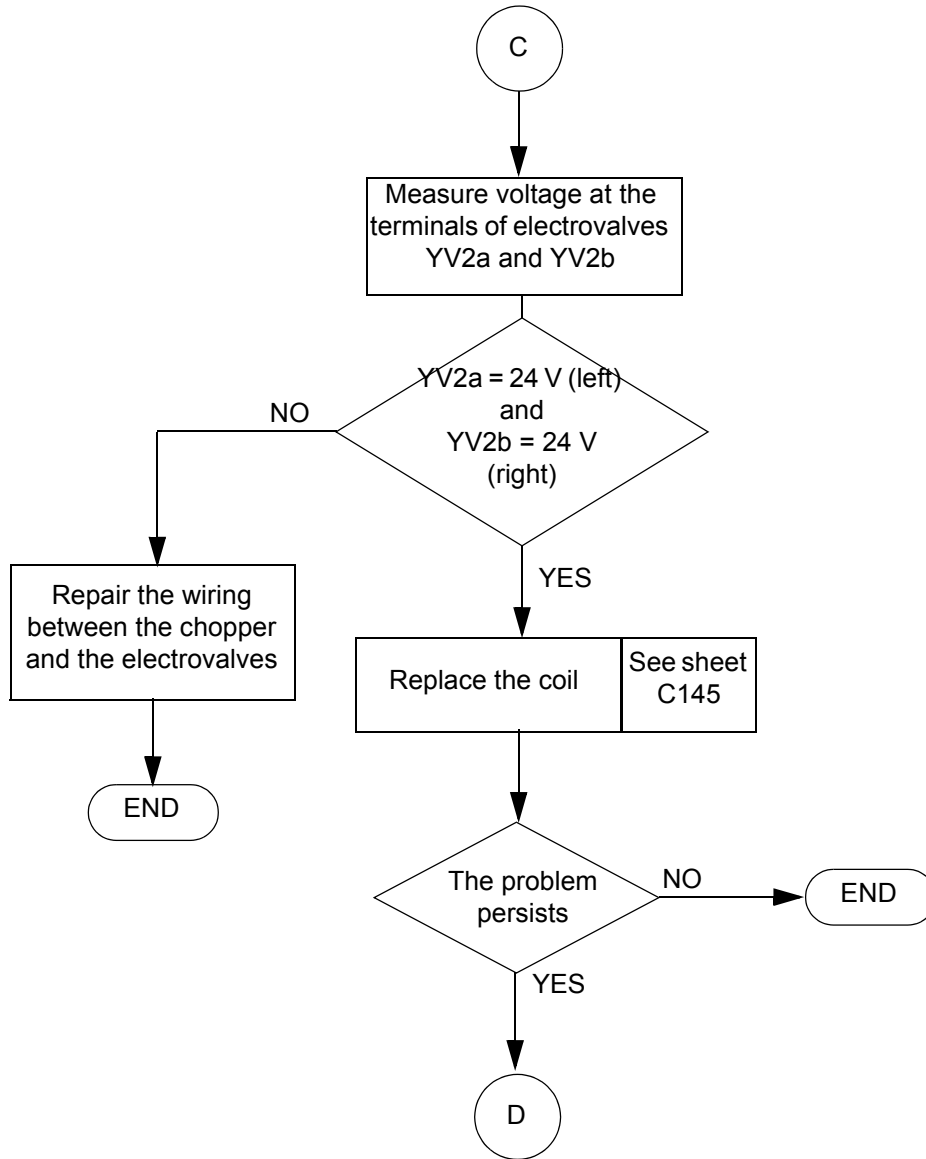 C
Measure voltage at the
terminals of electrovalves
YV2a and YV2b
YV2a = 24 V (left)
and
YV2b = 24 V
(right)
NO
YES
Repair the wiring
between the chopper
and the electrovalves
END
Replace the coil
See sheet
C145
The problem
persists
NO
END
YES
D